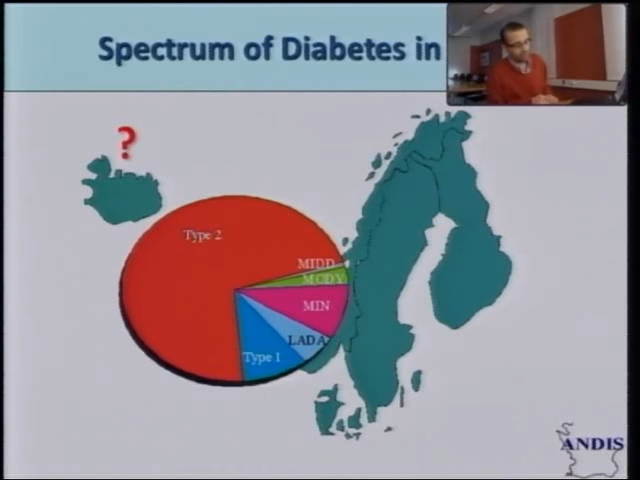 Spectrum of Diabetes in
?
Type 2
MIDD
MODY
MIN
LADA
Type 1
ANDIS